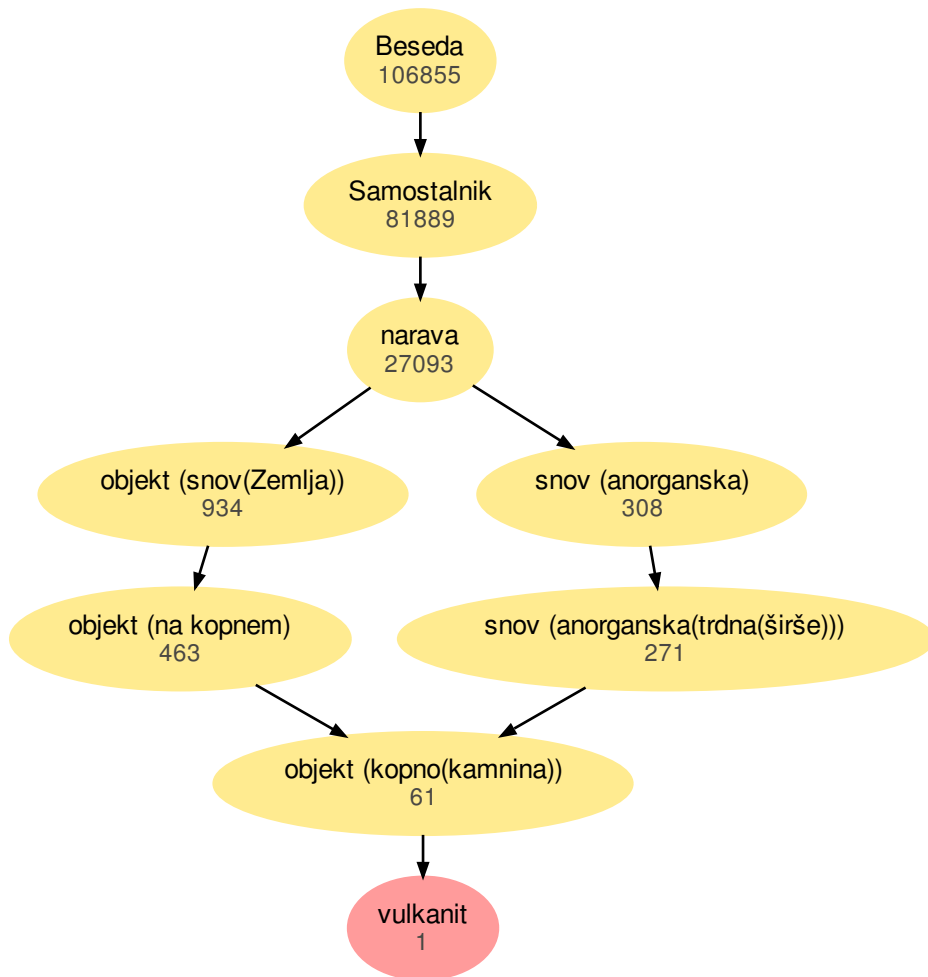 Beseda
106855
Samostalnik
81889
narava
27093
objekt (snov(Zemlja))
934
snov (anorganska)
308
objekt (na kopnem)
463
snov (anorganska(trdna(širše)))
271
objekt (kopno(kamnina))
61
vulkanit
1